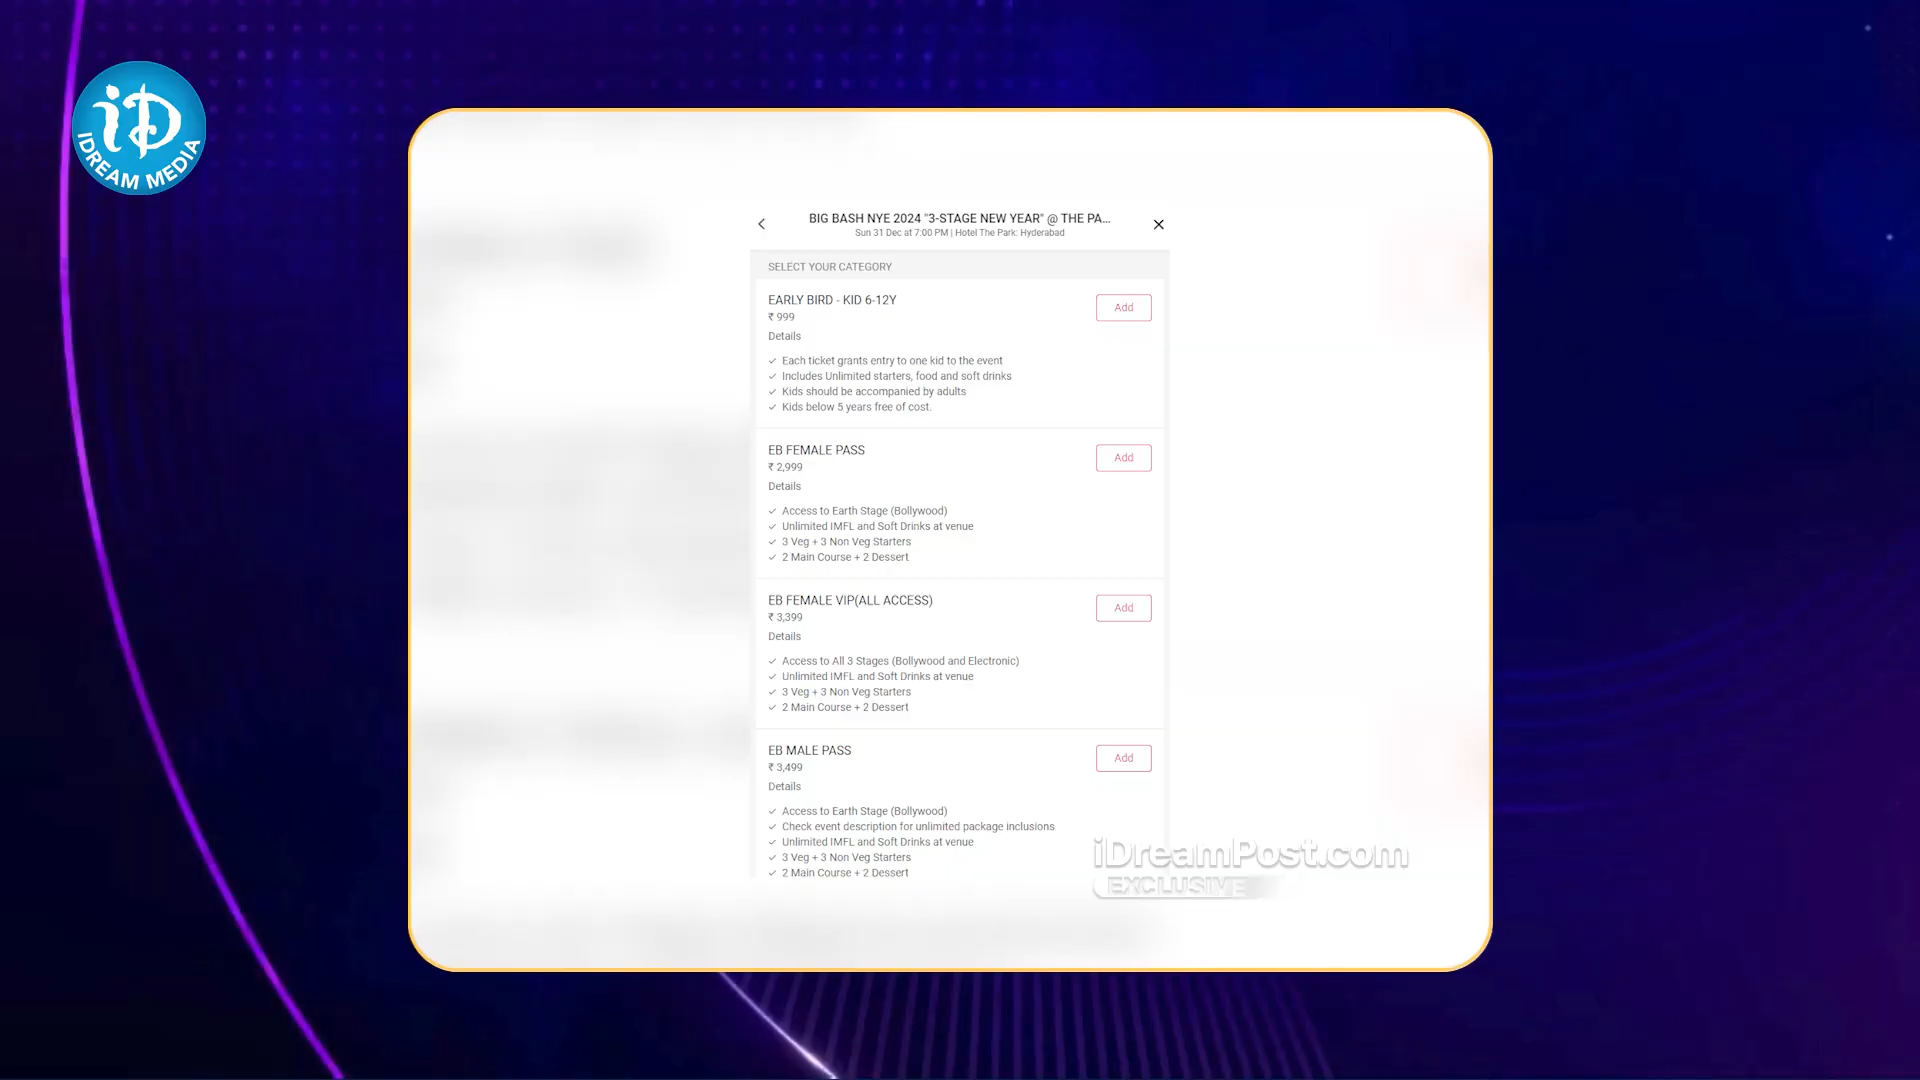 iD
IDREAM MEDIA
BIG BASH NYE 2024 "3-STAGE NEW YEAR" @ THE PA...
Sun 31 Dec at 7:00 PM | Hotel The Park: Hyderabad
SELECT YOUR CATEGORY
EARLY BIRD - KID 6-12Y
Add
₹ 999
Details
Each ticket grants entry to one kid to the event
Includes Unlimited starters, food and soft drinks
Kids should be accompanied by adults
Kids below 5 years free of cost.
EB FEMALE PASS
Add
₹ 2,999
Details
Access to Earth Stage (Bollywood)
Unlimited IMFL and Soft Drinks at venue
3 Veg + 3 Non Veg Starters
2 Main Course + 2 Dessert
EB FEMALE VIP(ALL ACCESS)
Add
₹ 3,399
Details
Access to All 3 Stages (Bollywood and Electronic)
Unlimited IMFL and Soft Drinks at venue
3 Veg + 3 Non Veg Starters
2 Main Course + 2 Dessert
EB MALE PASS
Add
₹ 3,499
Details
Access to Earth Stage (Bollywood)
Check event description for unlimited package inclusions
Unlimited IMFL and Soft Drinks at venue
3 Veg + 3 Non Veg Starters
2 Main Course + 2 Dessert
iDreamPost.com
EXCLUSIVE